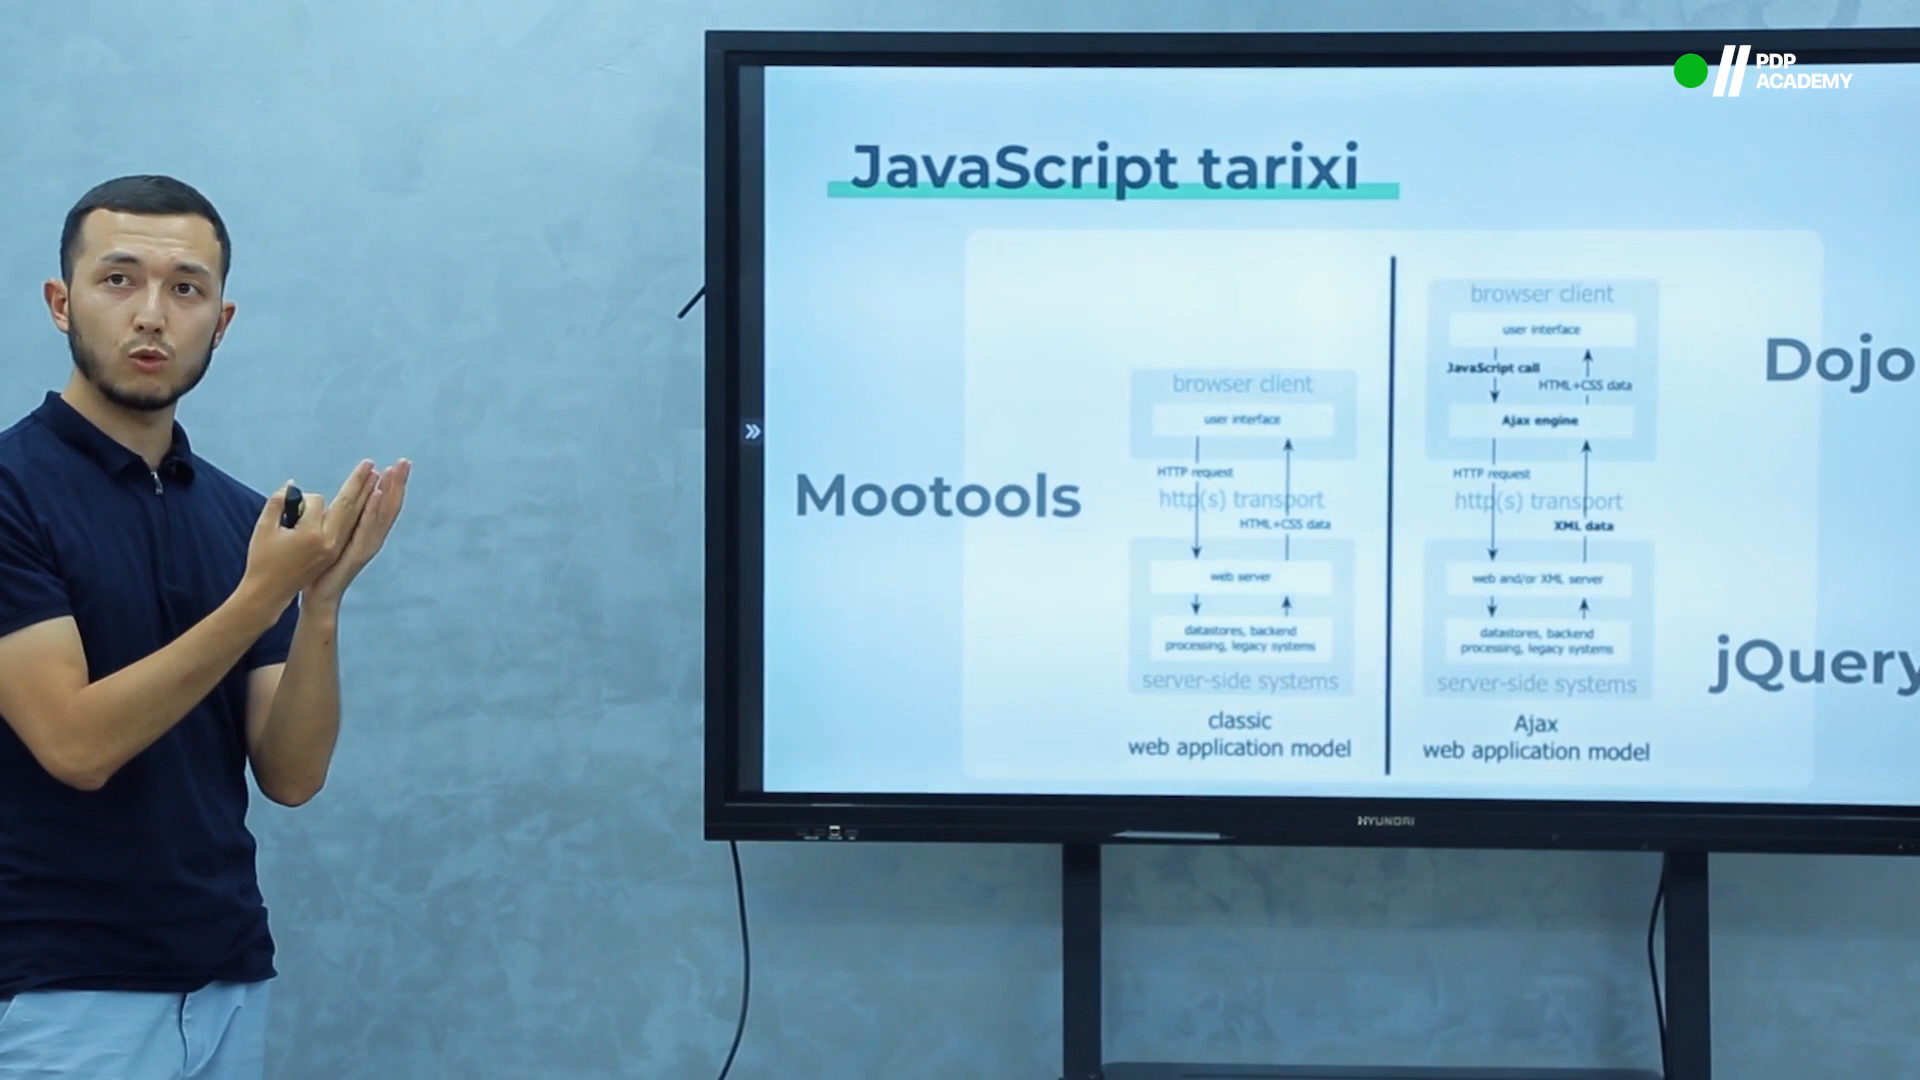 PDP
ACADEMY
JavaScript tarixi
Mootools
browser client
user interface
HTTP request
http(s) transport
HTML+CSS data
web server
datastores, backend
processing, legacy systems
server-side systems
classic
web application model
browser client
user interface
JavaScript call
HTML+CSS data
Ajax engine
HTTP request
http(s) transport
XML data
web and/or XML server
datastores, backend
processing, legacy systems
server-side systems
Ajax
web application model
Dojo
jQuery
HYUNDAI